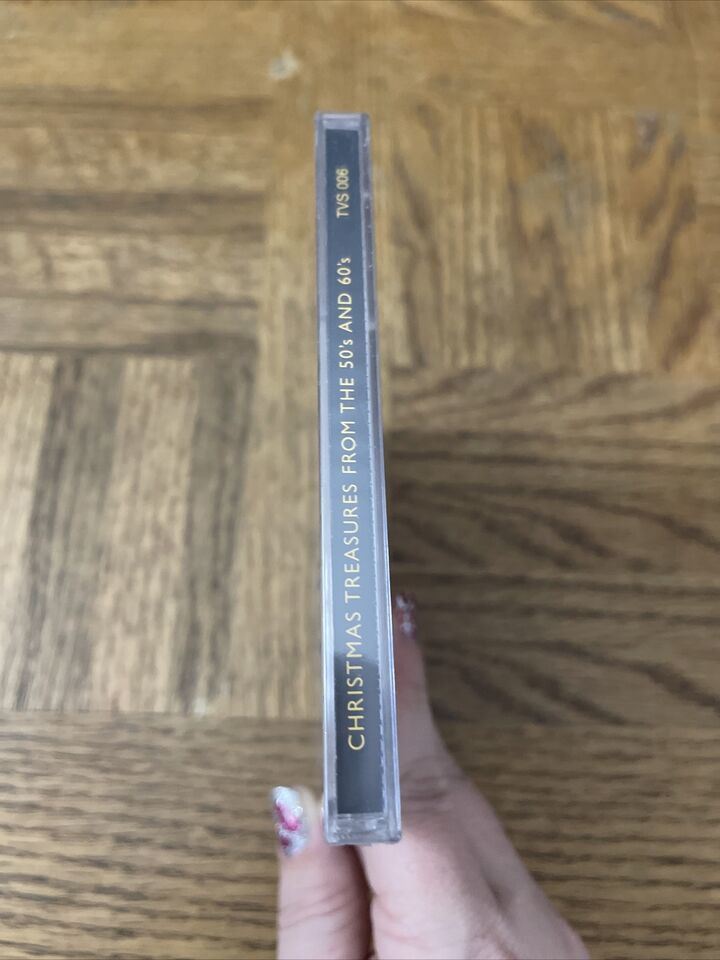 CHRISTMAS TREASURES FROM THE 50's AND 60's
TVS 006